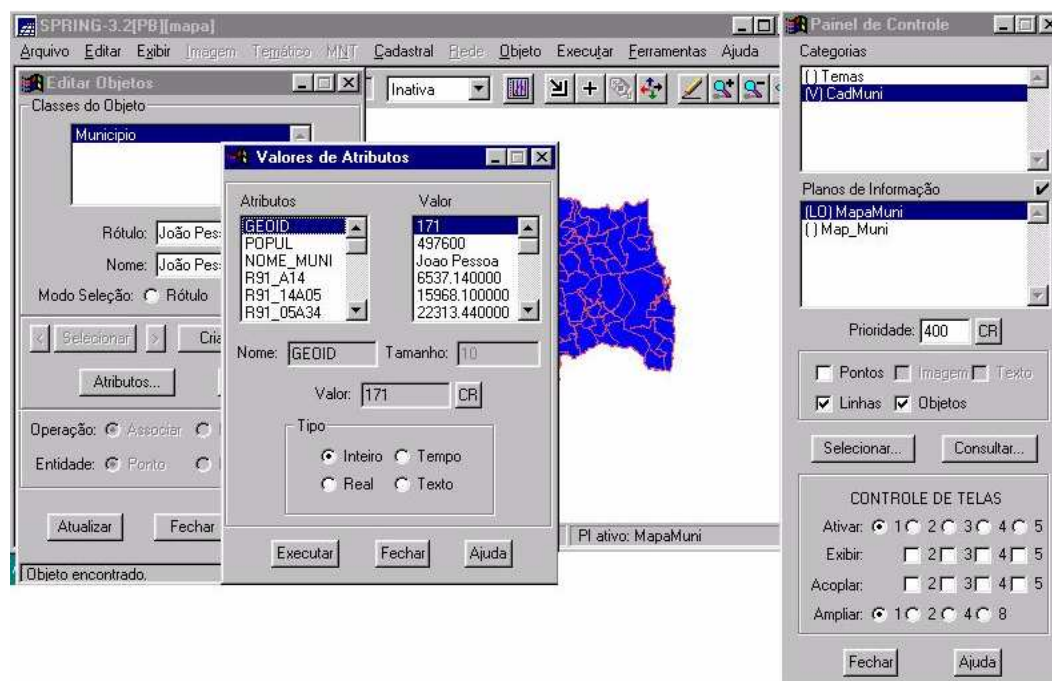 SPRING-3.2[PB][mapa]
Arquivo Editar Exibir Imagem Temático MNT Cadastral Rede Objeto Executar Ferramentas Ajuda
Inativa
Editar Objetos
Classes do Objeto
Municipio
Rótulo: João Pes
Nome: João Pes
Modo Seleção: Rótulo
< Selecionar > Cria
Atributos...
Operação: Associar
Entidade: Ponto
Atualizar Fechar
Objeto encontrado.
Valores de Atributos
Atributos Valor
GEOID 171
POPUL 497600
NOME_MUNI Joao Pessoa
R91_A14 6537.140000
R91_14A05 15968.100000
R91_05A34 22313.440000
Nome: GEOID Tamanho: 10
Valor: 171 CR
Tipo
Inteiro Tempo
Real Texto
Executar Fechar Ajuda
PI ativo: MapaMuni
Painel de Controle
Categorias
( ) Temas
(V) CadMuni
Planos de Informação
(LO) MapaMuni
( ) Map_Muni
Prioridade: 400 CR
Pontos Imagem Texto
Linhas Objetos
Selecionar... Consultar...
CONTROLE DE TELAS
Ativar: 1 2 3 4 5
Exibir: 2 3 4 5
Acoplar: 2 3 4 5
Ampliar: 1 2 4 8
Fechar Ajuda